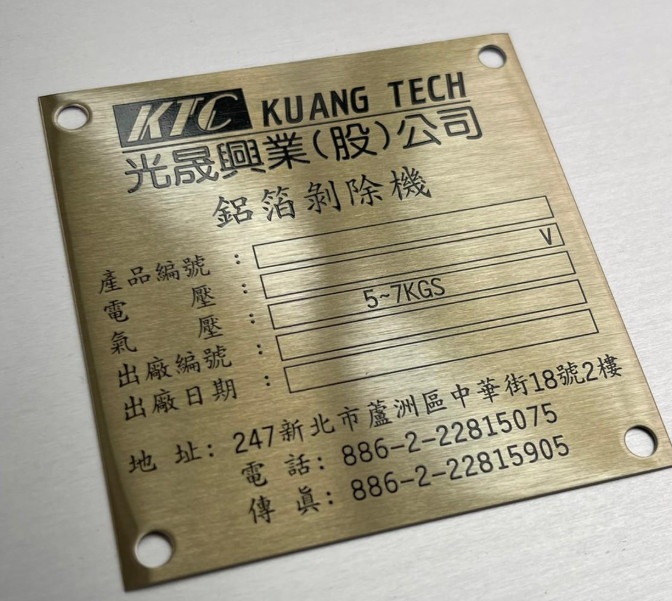 KTC KUANG TECH
光晟興業(股)公司
鋁箔剝除機
產品編號：
電壓： V
氣壓： 5~7KGS
出廠編號：
出廠日期：
地址: 247新北市蘆洲區中華街18號2樓
電話: 886-2-22815075
傳眞: 886-2-22815905